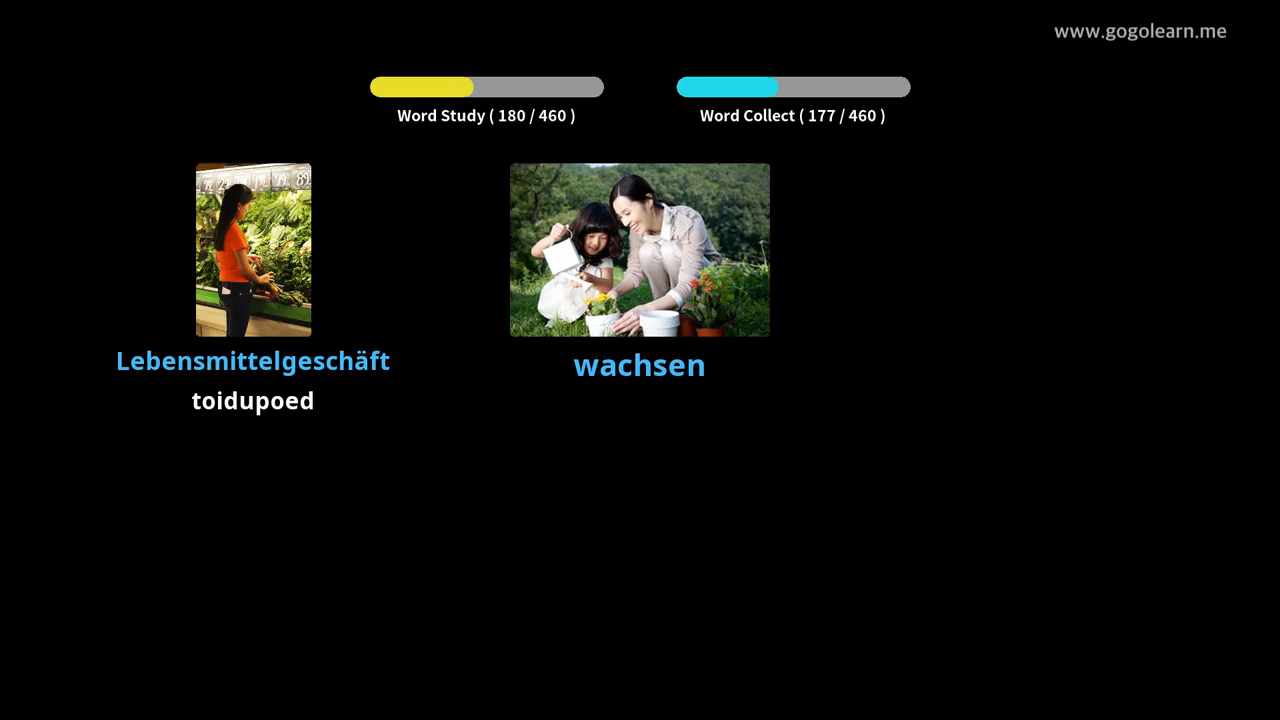 www.gogolearn.me
Word Study ( 180 / 460 )
Word Collect ( 177 / 460 )
Lebensmittelgeschäft
toidupoed
wachsen